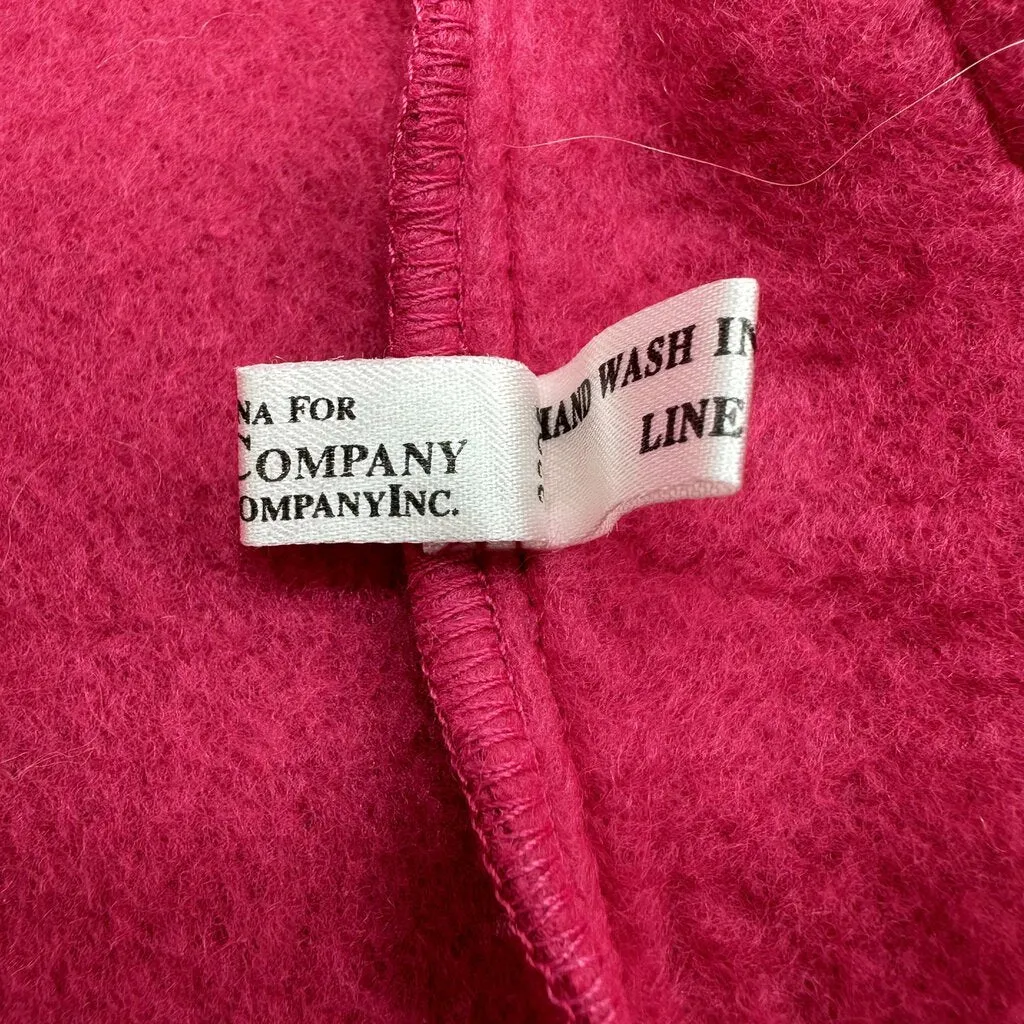 NA FOR
COMPANY
OMPANYINC.
HAND WASH IN
LINE